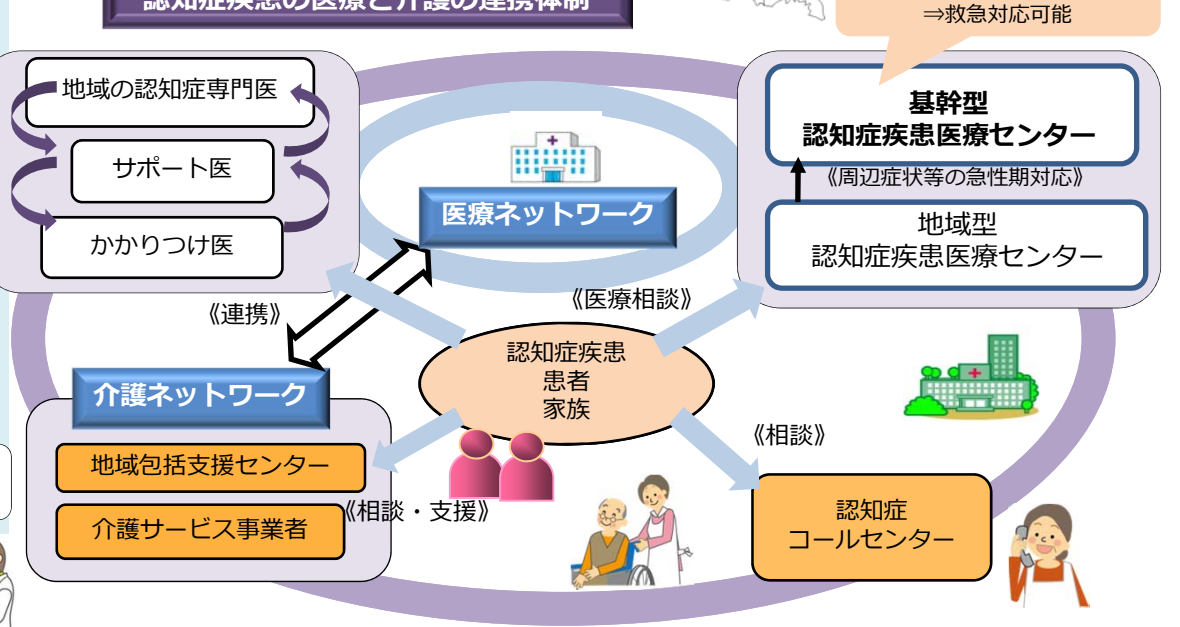 認知症疾患の医療と介護の連携体制
⇒救急対応可能
地域の認知症専門医
サポート医
かかりつけ医
医療ネットワーク
基幹型
認知症疾患医療センター
《周辺症状等の急性期対応》
地域型
認知症疾患医療センター
《連携》
《医療相談》
認知症疾患
患者
家族
介護ネットワーク
地域包括支援センター
介護サービス事業者
《相談・支援》
《相談》
認知症
コールセンター